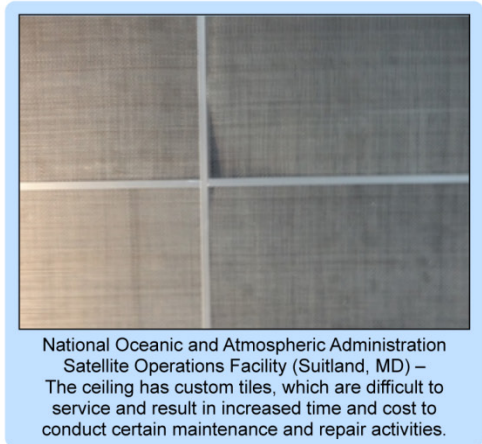 National Oceanic and Atmospheric Administration
Satellite Operations Facility (Suitland, MD) –
The ceiling has custom tiles, which are difficult to
service and result in increased time and cost to
conduct certain maintenance and repair activities.